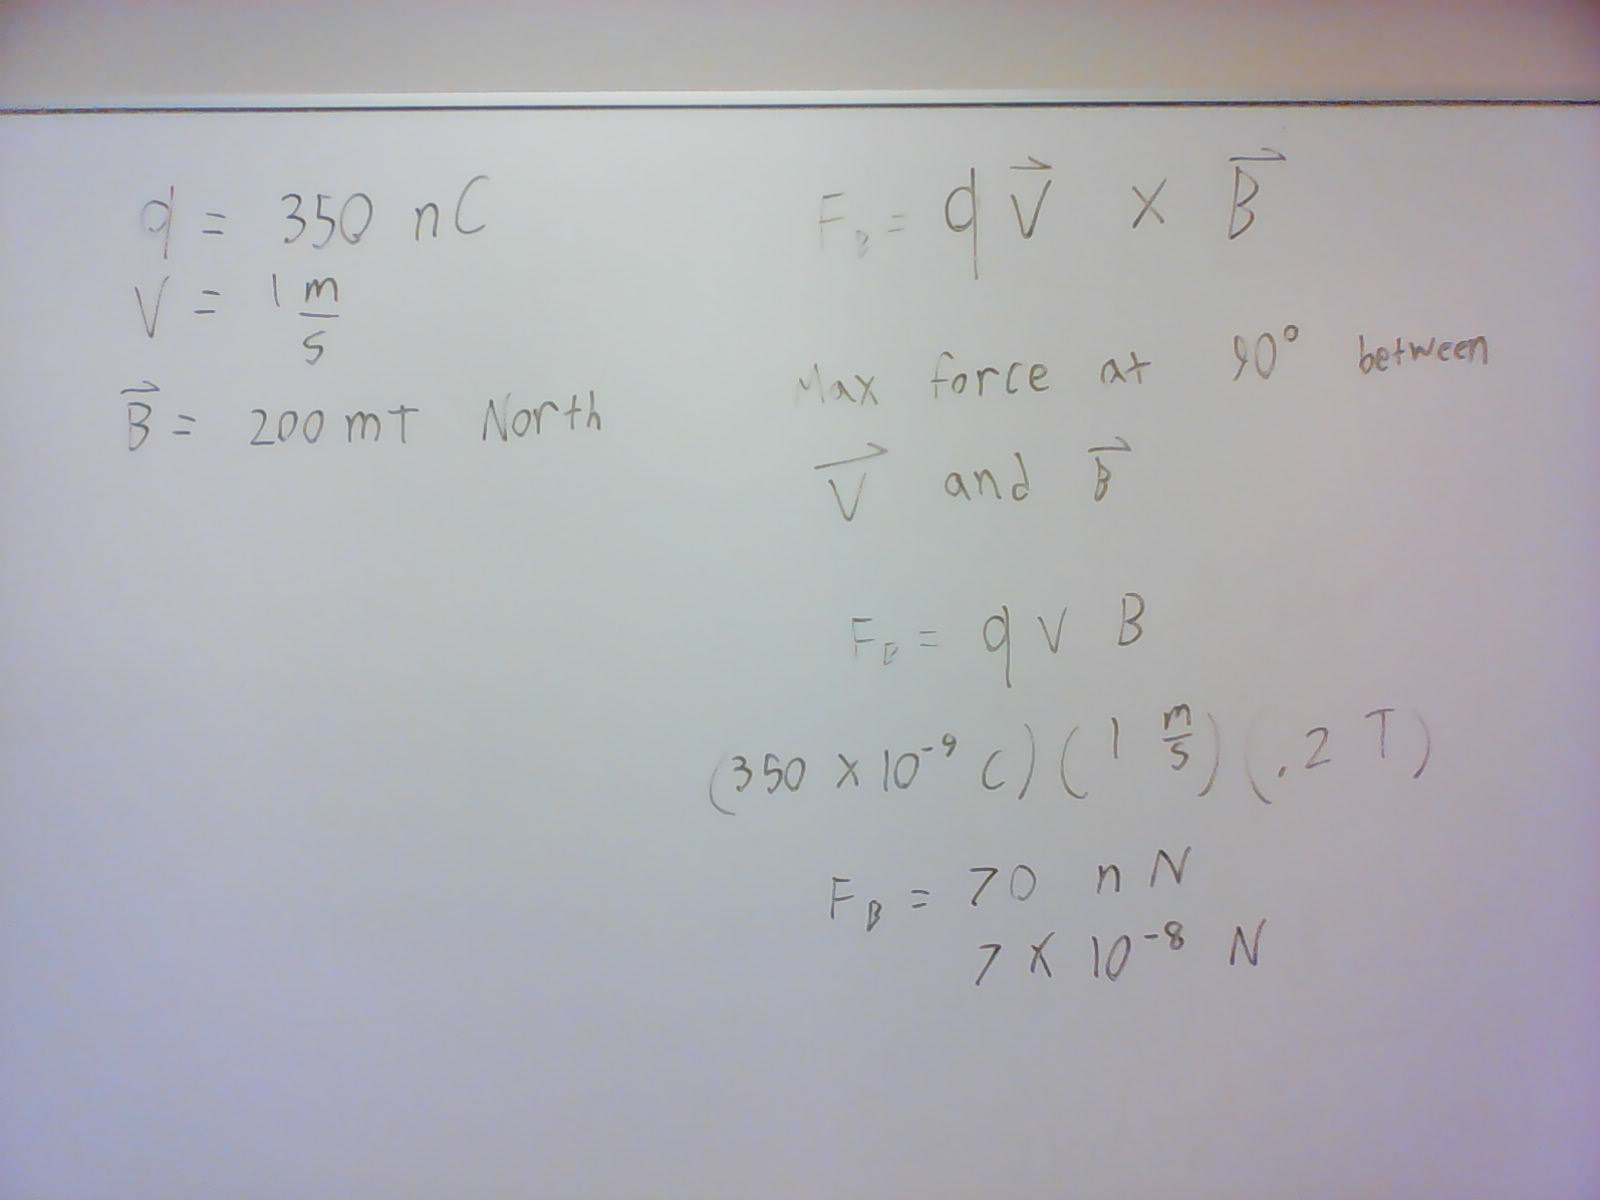 q = 350 nC
V = 1 m/s
B⃗ = 200 mT North
F_B = q V⃗ × B⃗
Max force at 90° between
V⃗ and B⃗
F_B = q V B
(350 × 10⁻⁹ C) (1 m/s) (.2 T)
F_B = 70 nN
7 × 10⁻⁸ N